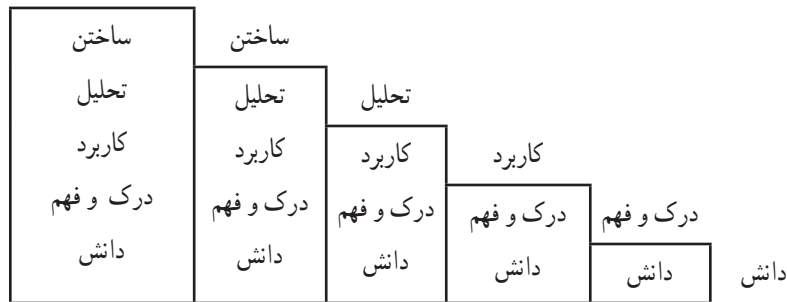 ساختن ساختن
تحلیل تحلیل تحلیل
کاربرد کاربرد کاربرد کاربرد
درک و فهم درک و فهم درک و فهم درک و فهم درک و فهم
دانش دانش دانش دانش دانش دانش